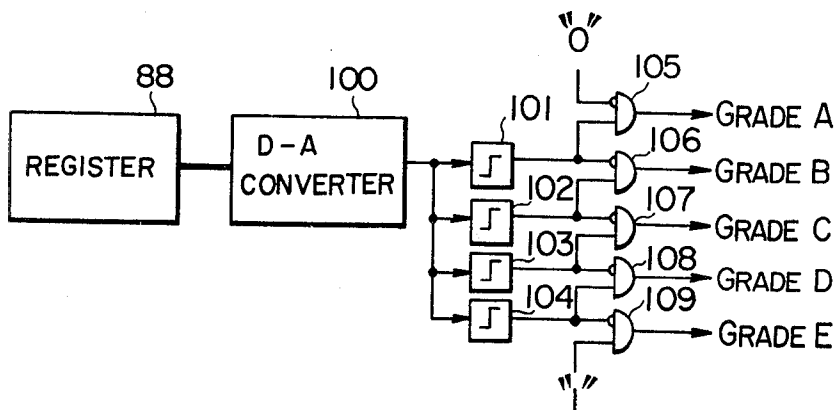 "0"
88
100
101
105
REGISTER
D-A
CONVERTER
GRADE A
106
GRADE B
102
107
GRADE C
103
108
GRADE D
104
109
GRADE E
"1"